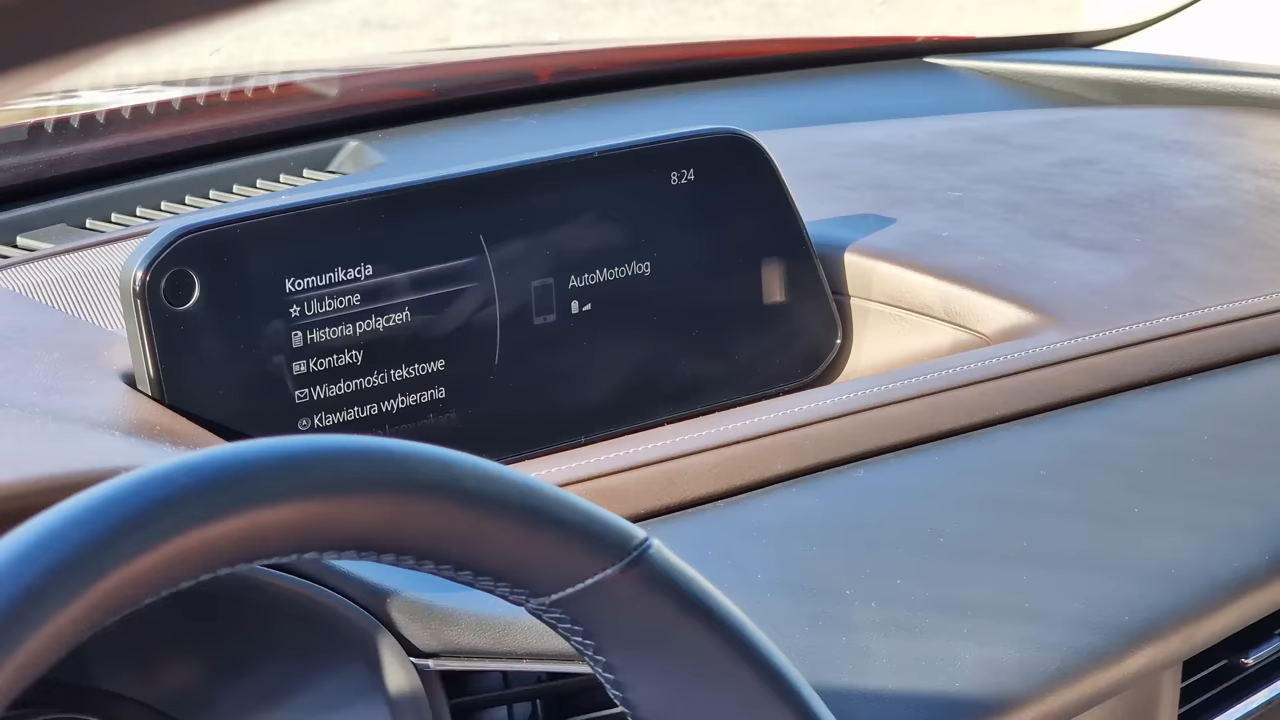 8:24
Komunikacja
Ulubione
Historia połączeń
Kontakty
Wiadomości tekstowe
Klawiatura wybierania
AutoMotoVlog